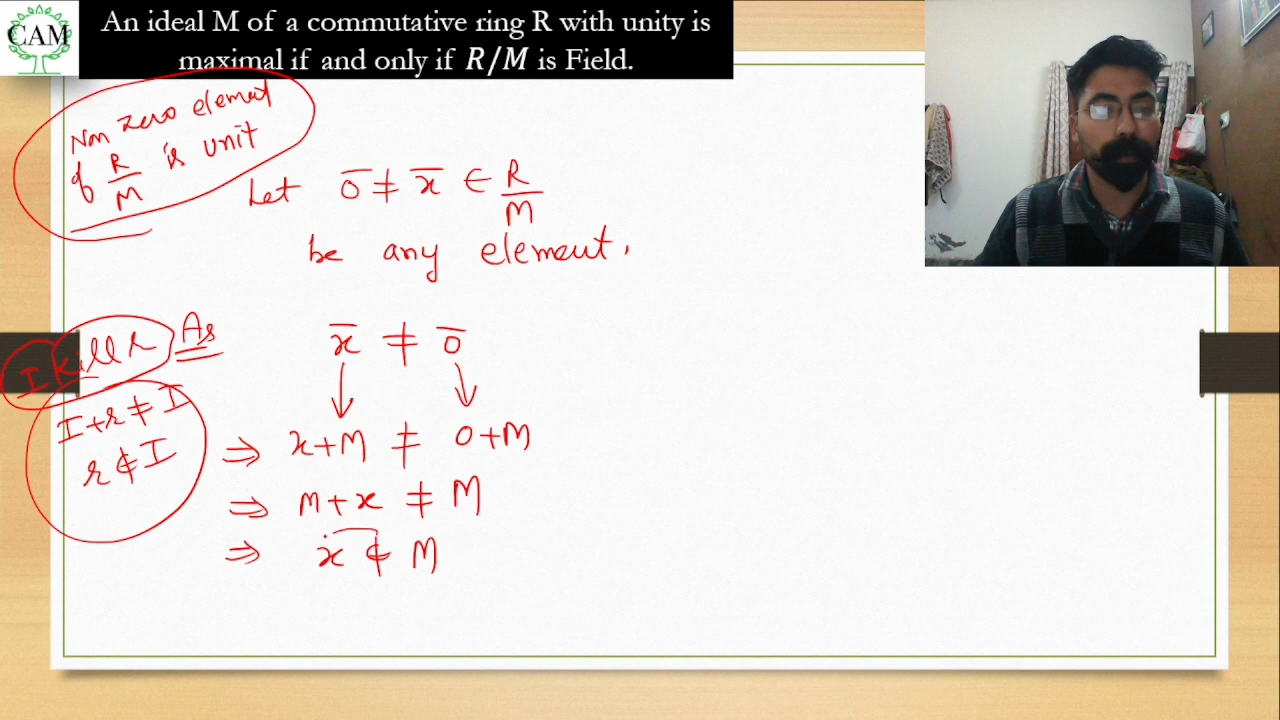 CAM
An ideal M of a commutative ring R with unity is
maximal if and only if R/M is Field.
Non zero element
of R/M is unit
Let 0̅ ≠ x̅ ∈ R/M
be any element.
I kill r
As x̅ ≠ 0̅
I+r ≠ I
r ∉ I
⇒ x+M ≠ 0+M
⇒ M+x ≠ M
⇒ x ∉ M